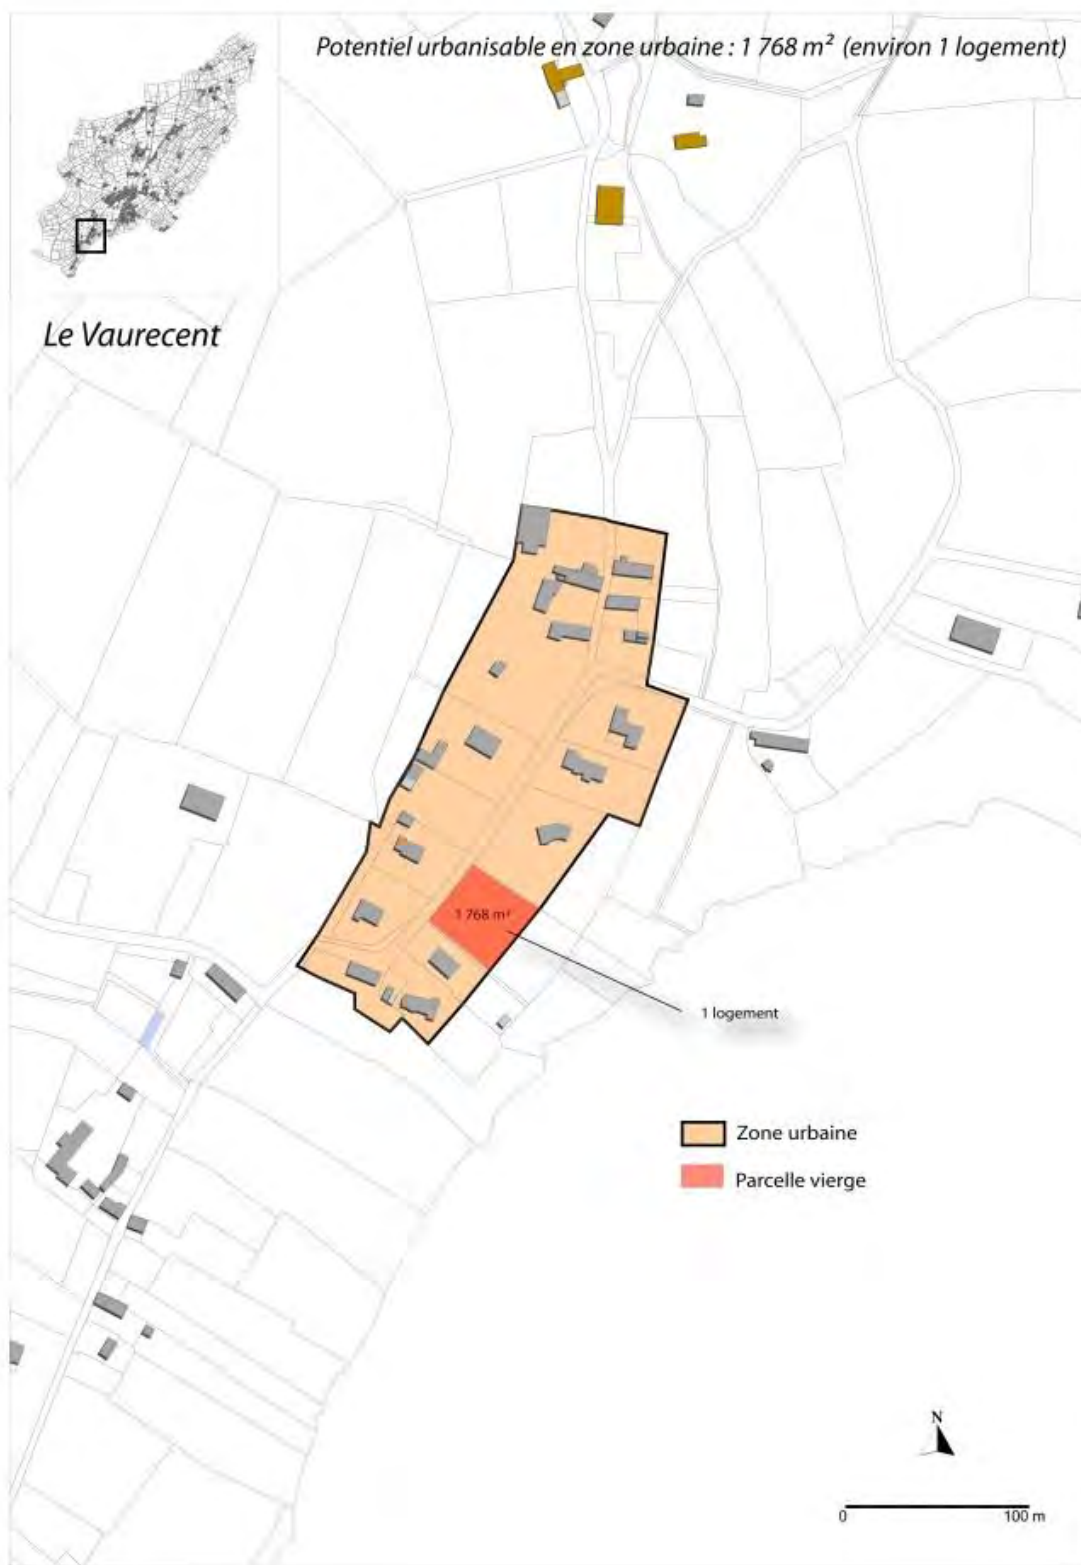 Potentiel urbanisable en zone urbaine : 1 768 m² (environ 1 logement)
Le Vaurecent
1 768 m²
1 logement
Zone urbaine
Parcelle vierge
N
0 100 m